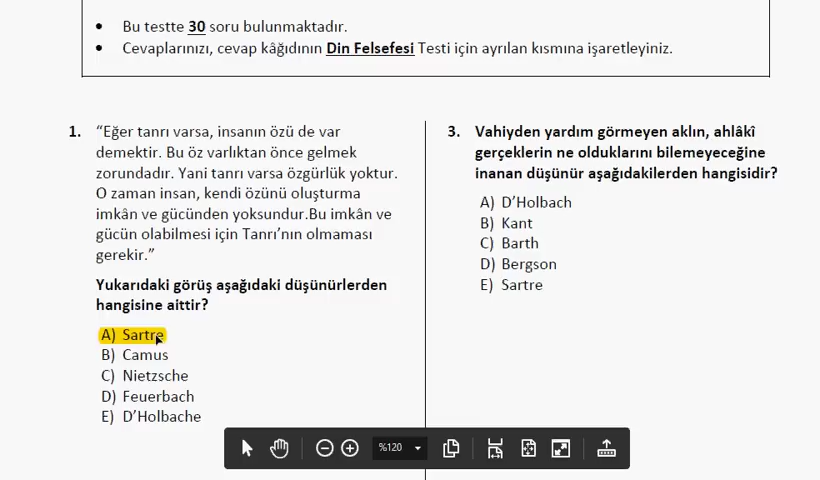 • Bu testte 30 soru bulunmaktadır.
• Cevaplarınızı, cevap kâğıdının Din Felsefesi Testi için ayrılan kısmına işaretleyiniz.
1. “Eğer tanrı varsa, insanın özü de var
demektir. Bu öz varlıktan önce gelmek
zorundadır. Yani tanrı varsa özgürlük yoktur.
O zaman insan, kendi özünü oluşturma
imkân ve gücünden yoksundur.Bu imkân ve
gücün olabilmesi için Tanrı’nın olmaması
gerekir.”
Yukarıdaki görüş aşağıdaki düşünürlerden
hangisine aittir?
A) Sartre
B) Camus
C) Nietzsche
D) Feuerbach
E) D’Holbache
3. Vahiyden yardım görmeyen aklın, ahlâkî
gerçeklerin ne olduklarını bilemeyeceğine
inanan düşünür aşağıdakilerden hangisidir?
A) D’Holbach
B) Kant
C) Barth
D) Bergson
E) Sartre
%120